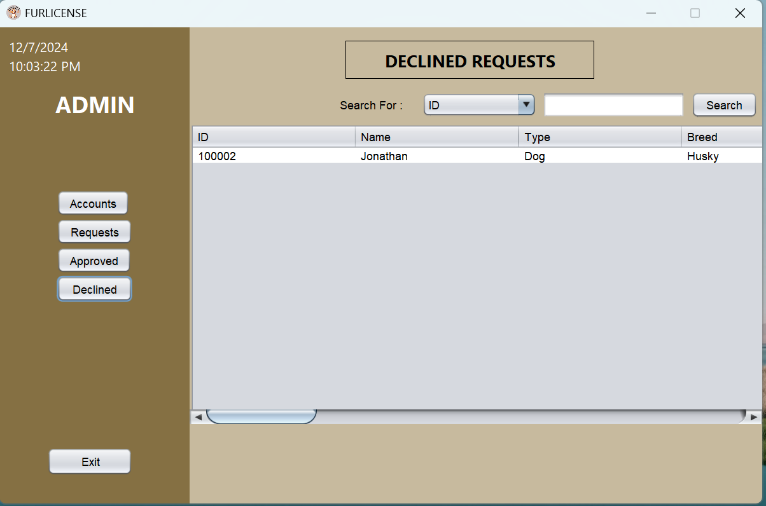 FURLICENSE
12/7/2024
10:03:22 PM
ADMIN
Accounts
Requests
Approved
Declined
Exit
DECLINED REQUESTS
Search For : ID Search
ID Name Type Breed
100002 Jonathan Dog Husky